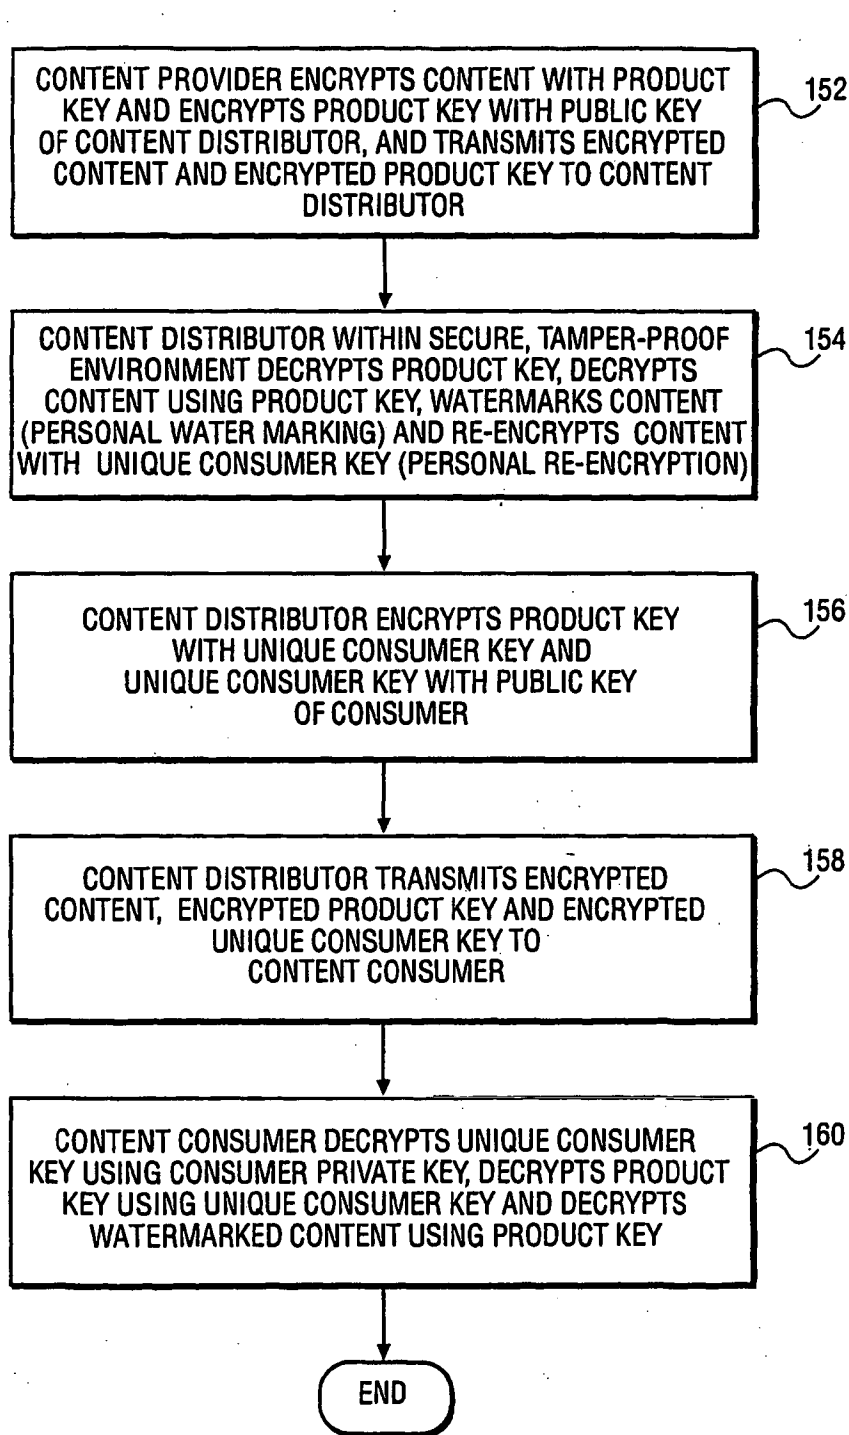 CONTENT PROVIDER ENCRYPTS CONTENT WITH PRODUCT
KEY AND ENCRYPTS PRODUCT KEY WITH PUBLIC KEY
OF CONTENT DISTRIBUTOR, AND TRANSMITS ENCRYPTED
CONTENT AND ENCRYPTED PRODUCT KEY TO CONTENT
DISTRIBUTOR
152
CONTENT DISTRIBUTOR WITHIN SECURE, TAMPER-PROOF
ENVIRONMENT DECRYPTS PRODUCT KEY, DECRYPTS
CONTENT USING PRODUCT KEY, WATERMARKS CONTENT
(PERSONAL WATER MARKING) AND RE-ENCRYPTS CONTENT
WITH UNIQUE CONSUMER KEY (PERSONAL RE-ENCRYPTION)
154
CONTENT DISTRIBUTOR ENCRYPTS PRODUCT KEY
WITH UNIQUE CONSUMER KEY AND
UNIQUE CONSUMER KEY WITH PUBLIC KEY
OF CONSUMER
156
CONTENT DISTRIBUTOR TRANSMITS ENCRYPTED
CONTENT, ENCRYPTED PRODUCT KEY AND ENCRYPTED
UNIQUE CONSUMER KEY TO
CONTENT CONSUMER
158
CONTENT CONSUMER DECRYPTS UNIQUE CONSUMER
KEY USING CONSUMER PRIVATE KEY, DECRYPTS PRODUCT
KEY USING UNIQUE CONSUMER KEY AND DECRYPTS
WATERMARKED CONTENT USING PRODUCT KEY
160
END